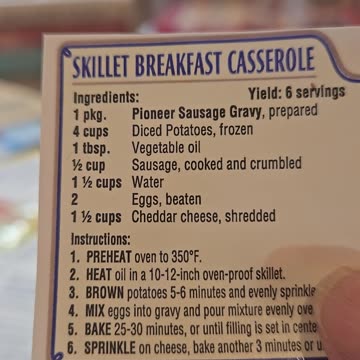 SKILLET BREAKFAST CASSEROLE
Ingredients: Yield: 6 servings
1 pkg. Pioneer Sausage Gravy, prepared
4 cups Diced Potatoes, frozen
1 tbsp. Vegetable oil
½ cup Sausage, cooked and crumbled
1 ½ cups Water
2 Eggs, beaten
1 ½ cups Cheddar cheese, shredded
Instructions:
1. PREHEAT oven to 350°F.
2. HEAT oil in a 10-12-inch oven-proof skillet.
3. BROWN potatoes 5-6 minutes and evenly sprinkle
4. MIX eggs into gravy and pour mixture evenly ove
5. BAKE 25-30 minutes, or until filling is set in cente
6. SPRINKLE on cheese, bake another 3 minutes or u